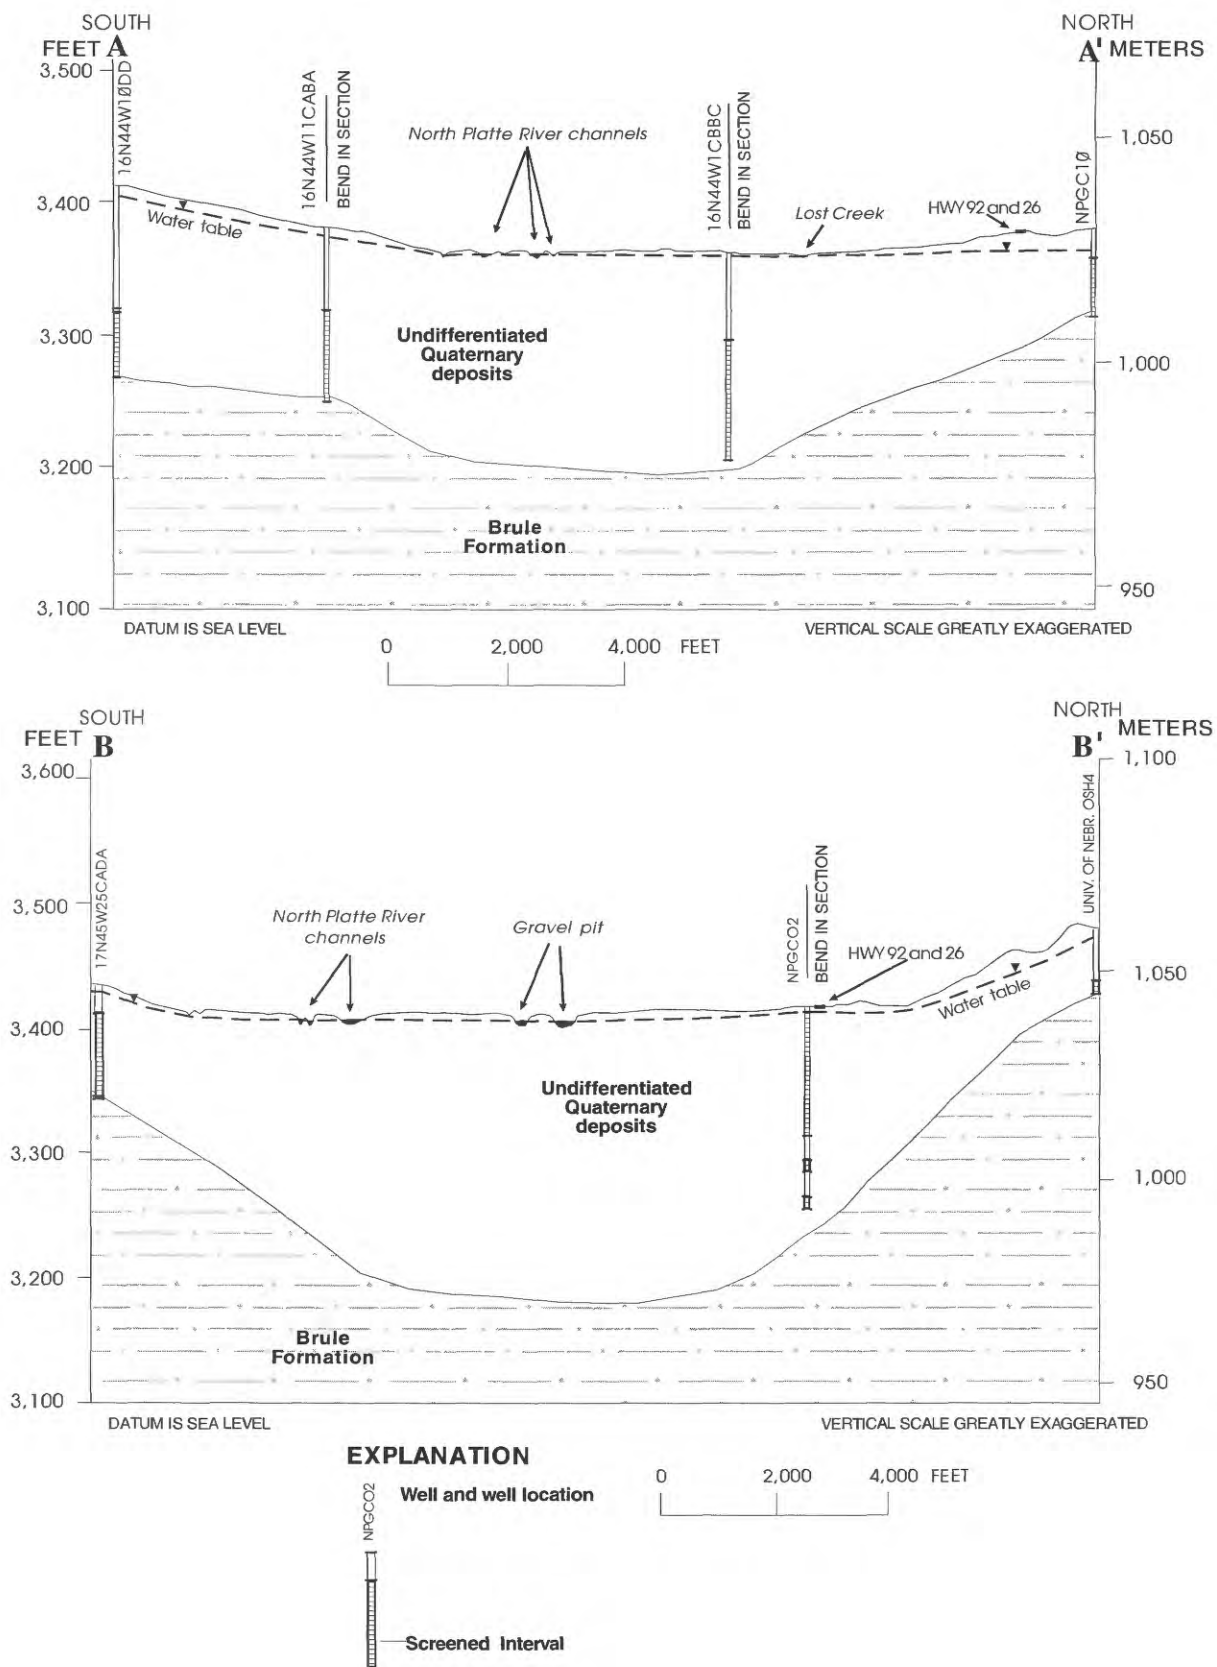 SOUTH
NORTH
FEET A
A' METERS
3,500
3,400
3,300
3,200
3,100
1,050
1,000
950
16N44W10DD
16N44W11CABA
BEND IN SECTION
North Platte River channels
16N44W1CBBC
BEND IN SECTION
Lost Creek
HWY 92 and 26
NPGC10
Water table
Undifferentiated
Quaternary
deposits
Brule
Formation
DATUM IS SEA LEVEL
VERTICAL SCALE GREATLY EXAGGERATED
0 2,000 4,000 FEET
SOUTH
NORTH
FEET B
B' METERS
3,600
3,500
3,400
3,300
3,200
3,100
1,100
1,050
1,000
950
17N45W25CADA
North Platte River
channels
Gravel pit
NPGCO2
BEND IN SECTION
HWY 92 and 26
UNIV. OF NEBR. OSH4
Water table
Undifferentiated
Quaternary
deposits
Brule
Formation
DATUM IS SEA LEVEL
VERTICAL SCALE GREATLY EXAGGERATED
EXPLANATION
NPGCO2
Well and well location
0 2,000 4,000 FEET
Screened Interval